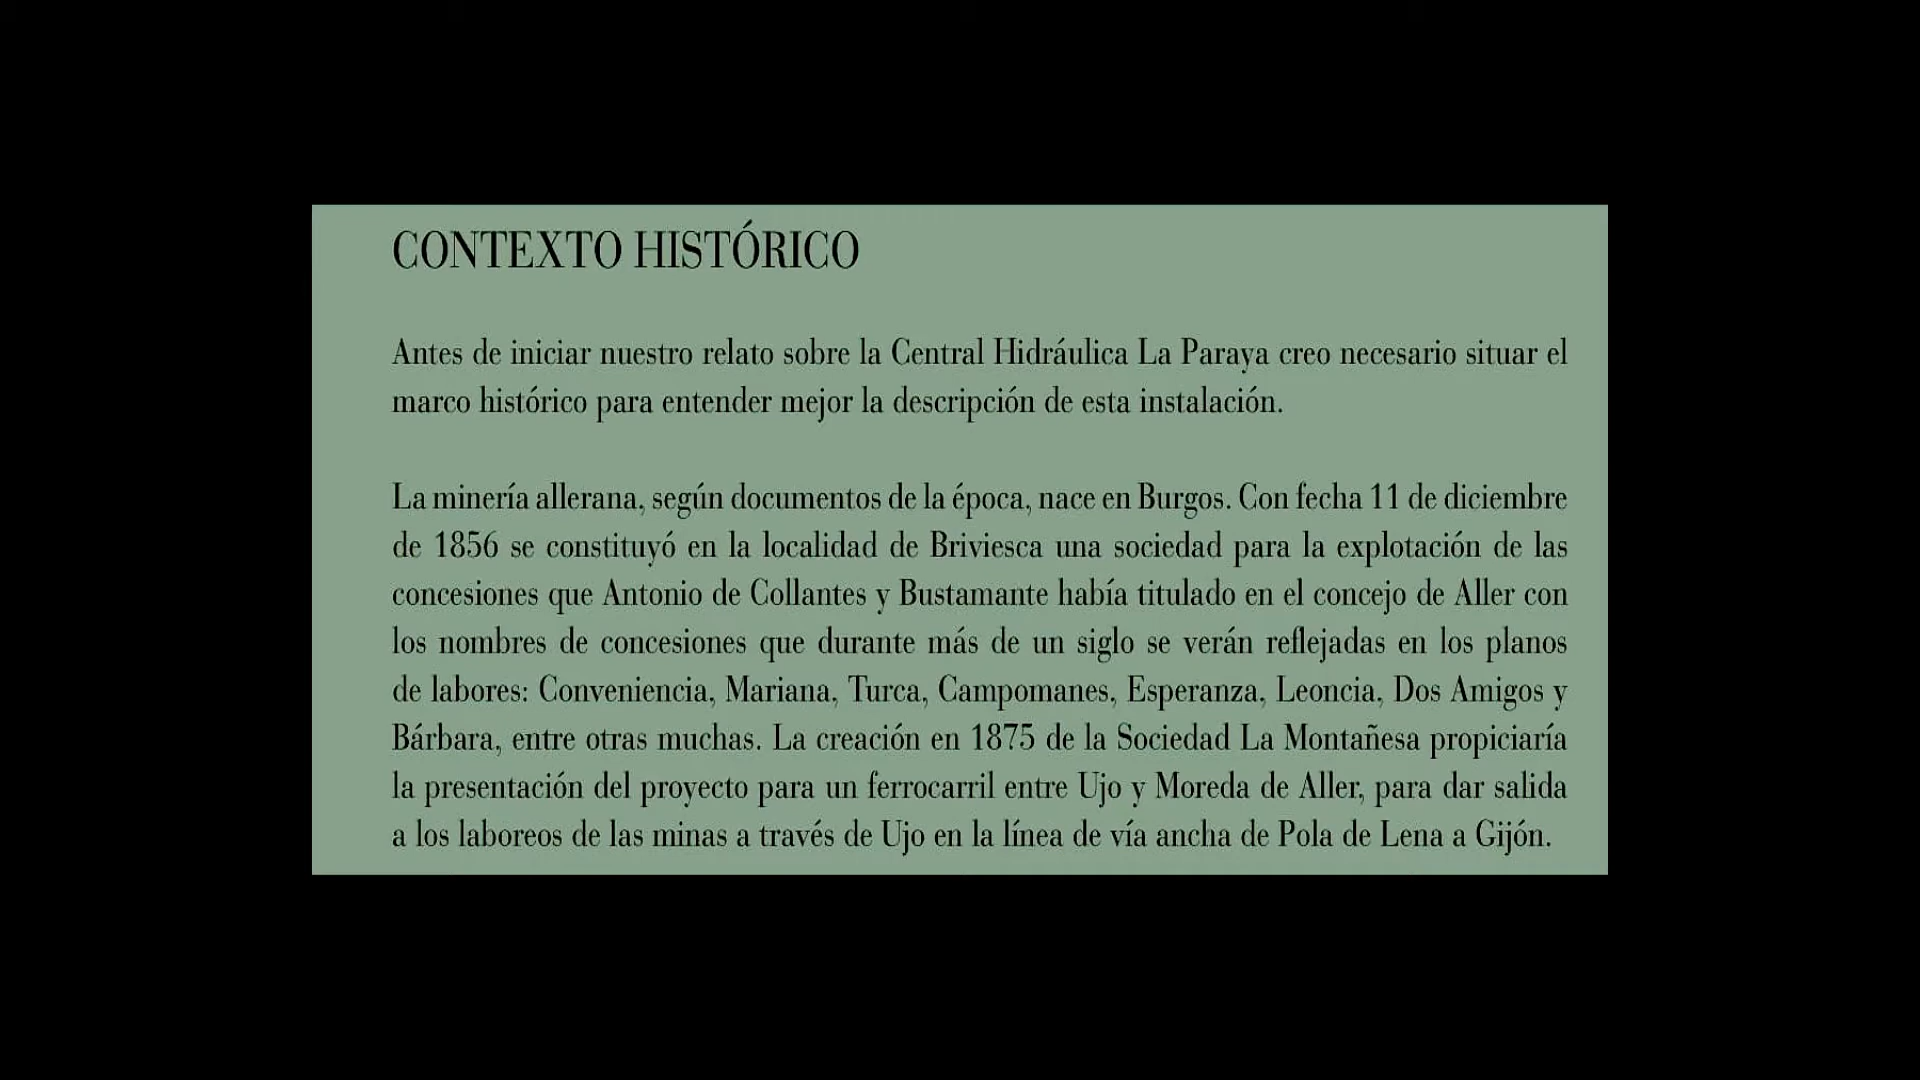 CONTEXTO HISTÓRICO
Antes de iniciar nuestro relato sobre la Central Hidráulica La Paraya creo necesario situar el
marco histórico para entender mejor la descripción de esta instalación.
La minería allerana, según documentos de la época, nace en Burgos. Con fecha 11 de diciembre
de 1856 se constituyó en la localidad de Briviesca una sociedad para la explotación de las
concesiones que Antonio de Collantes y Bustamante había titulado en el concejo de Aller con
los nombres de concesiones que durante más de un siglo se verán reflejadas en los planos
de labores: Conveniencia, Mariana, Turca, Campomanes, Esperanza, Leoncia, Dos Amigos y
Bárbara, entre otras muchas. La creación en 1875 de la Sociedad La Montañesa propiciaría
la presentación del proyecto para un ferrocarril entre Ujo y Moreda de Aller, para dar salida
a los laboreos de las minas a través de Ujo en la línea de vía ancha de Pola de Lena a Gijón.